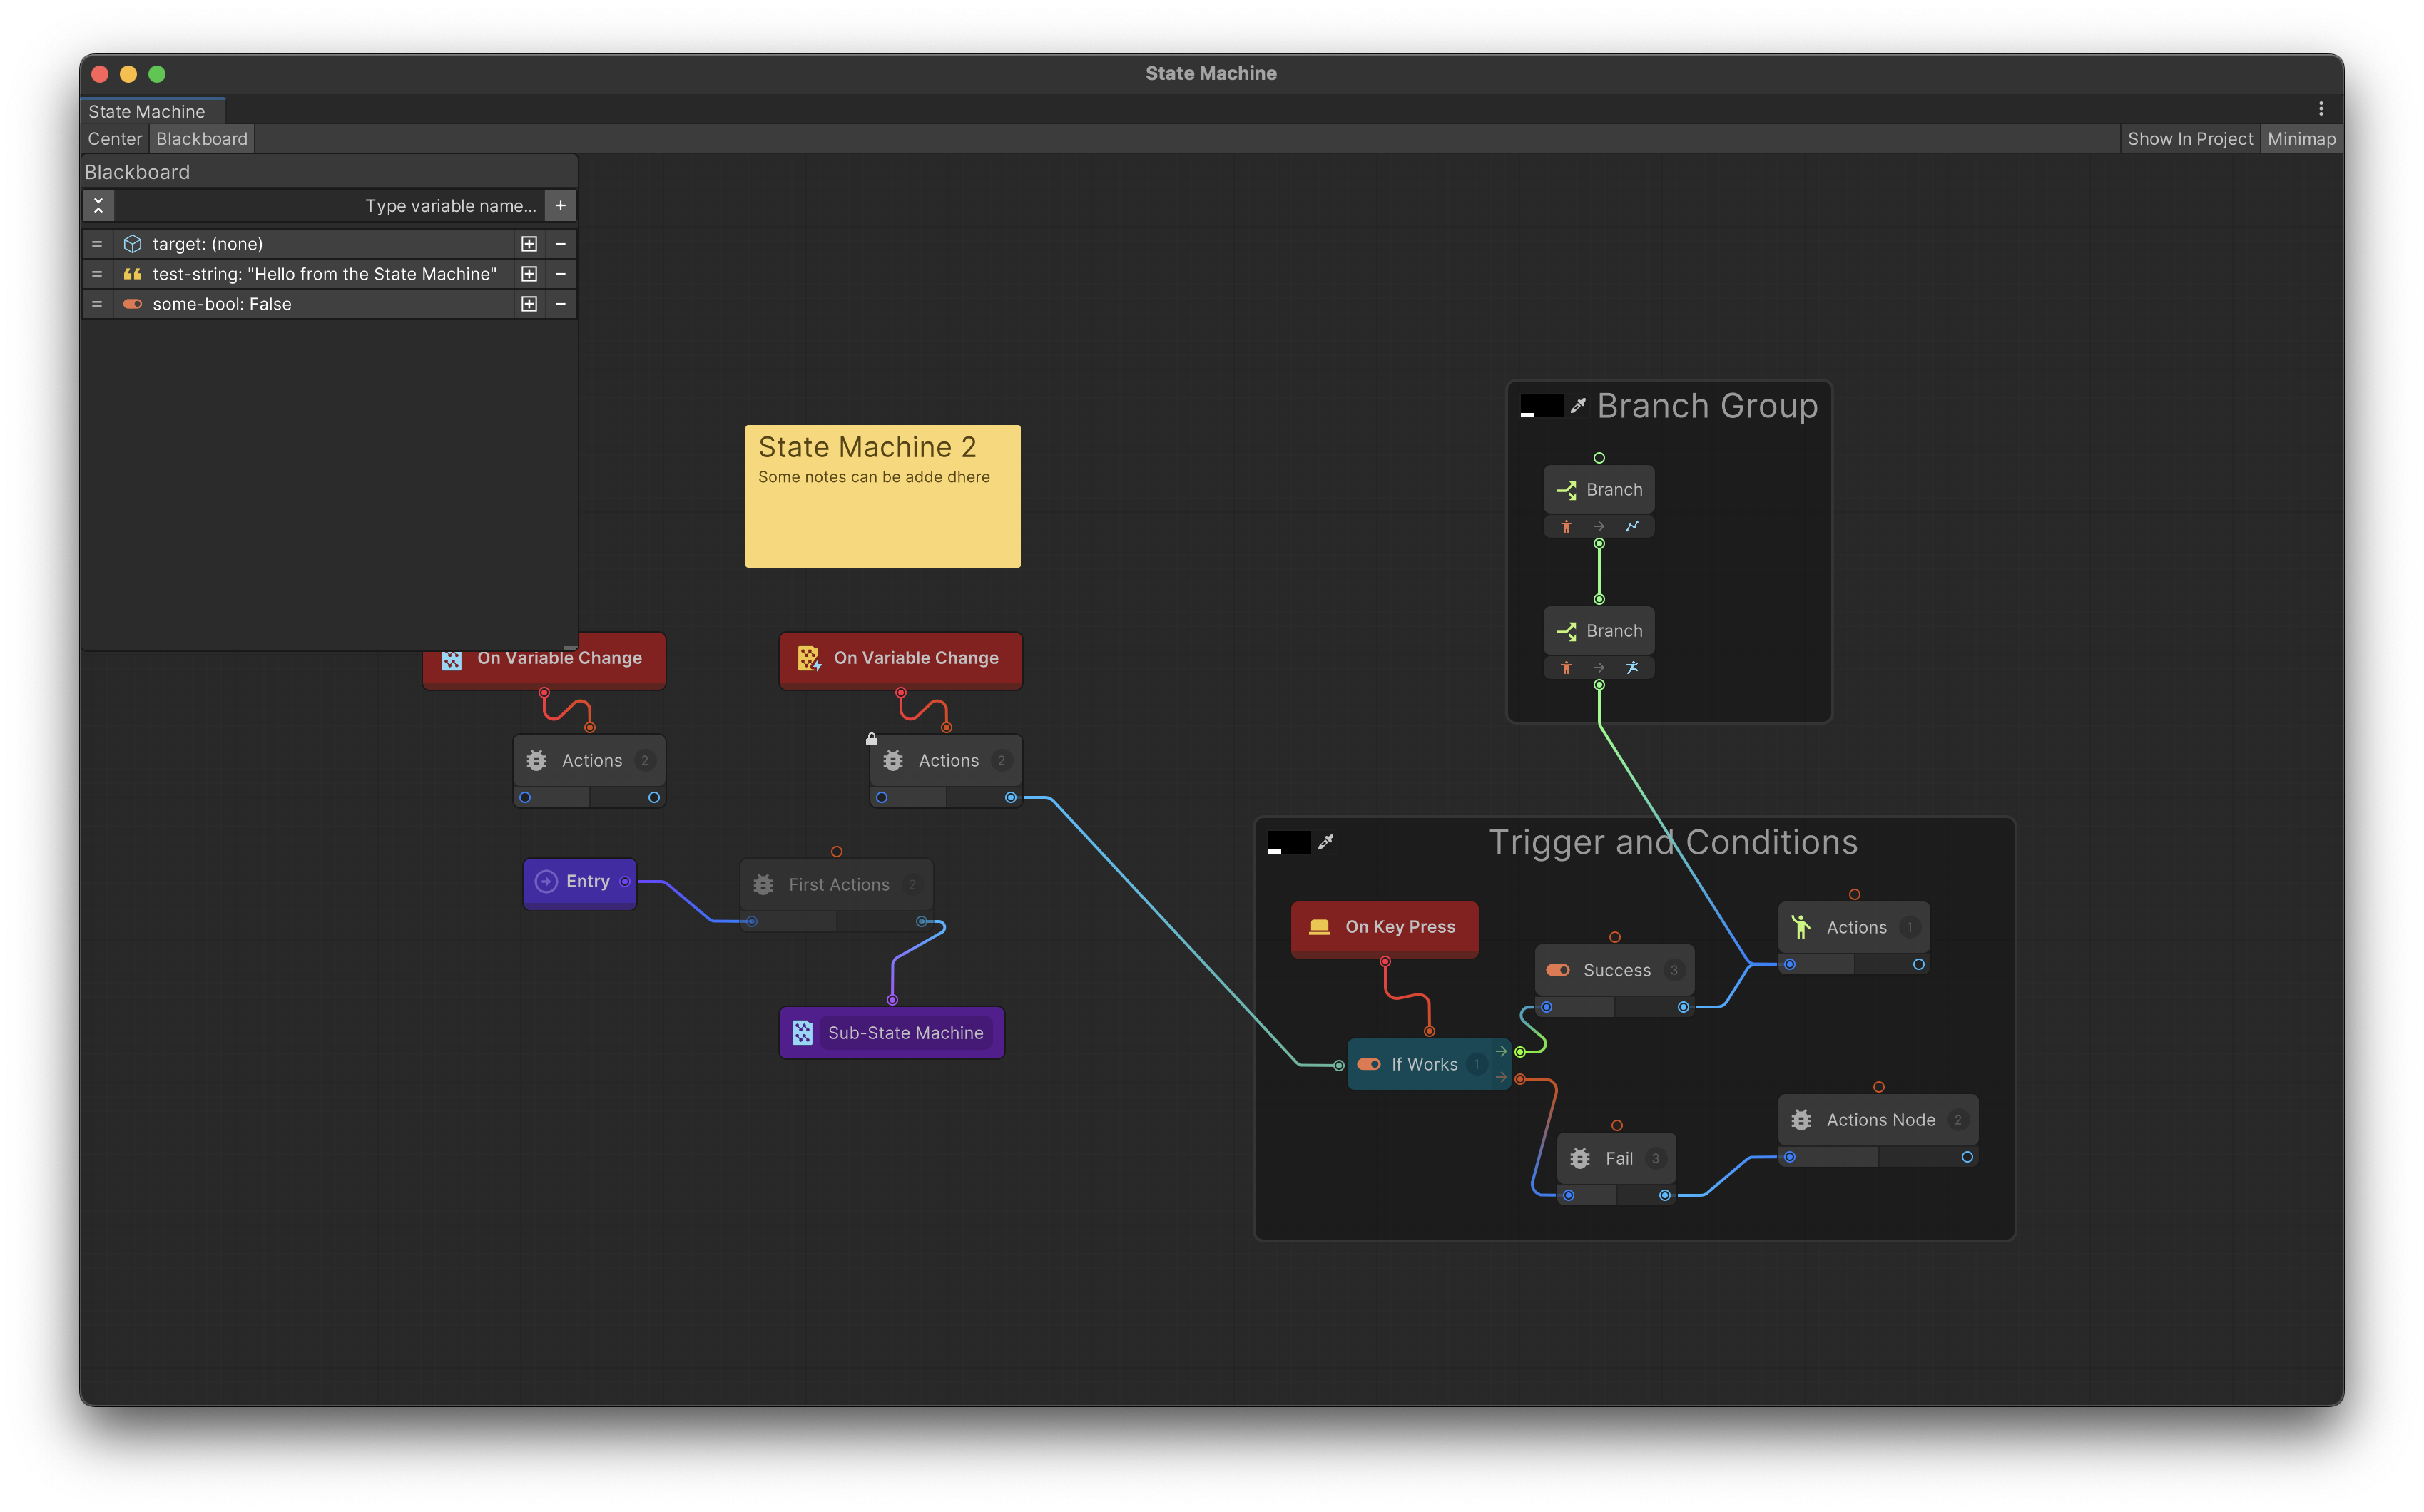 State Machine
State Machine
Center Blackboard Show In Project Minimap
Blackboard
Type variable name...
target: (none)
test-string: "Hello from the State Machine"
some-bool: False
State Machine 2
Some notes can be adde dhere
Branch Group
Branch
Branch
On Variable Change
On Variable Change
Actions 2
Actions 2
Entry
First Actions 2
Sub-State Machine
Trigger and Conditions
On Key Press
Success 3
Actions 1
If Works 1
Fail 3
Actions Node 2